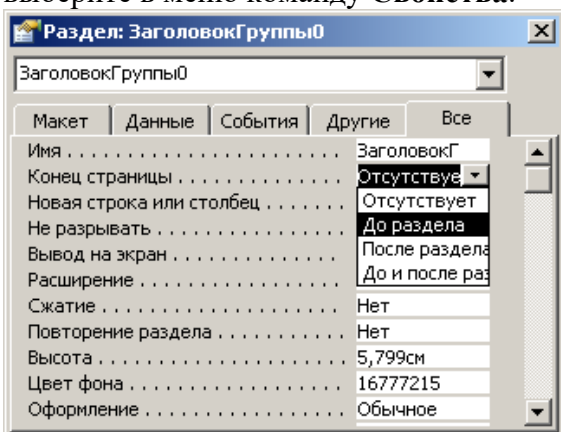 выберите в меню команду Свойства.
Раздел: ЗаголовокГруппы0
ЗаголовокГруппы0
Макет Данные События Другие Все
Имя . . . . . . . . . . . . . . . . . . . . . . . ЗаголовокГ
Конец страницы . . . . . . . . . . . . . . Отсутствуе
Новая строка или столбец . . . . . . . Отсутствует
Не разрывать . . . . . . . . . . . . . . . . До раздела
Вывод на экран . . . . . . . . . . . . . . После раздела
Расширение . . . . . . . . . . . . . . . . . До и после раз
Сжатие . . . . . . . . . . . . . . . . . . . . Нет
Повторение раздела . . . . . . . . . . . Нет
Высота . . . . . . . . . . . . . . . . . . . . 5,799см
Цвет фона . . . . . . . . . . . . . . . . . . 16777215
Оформление . . . . . . . . . . . . . . . . . Обычное